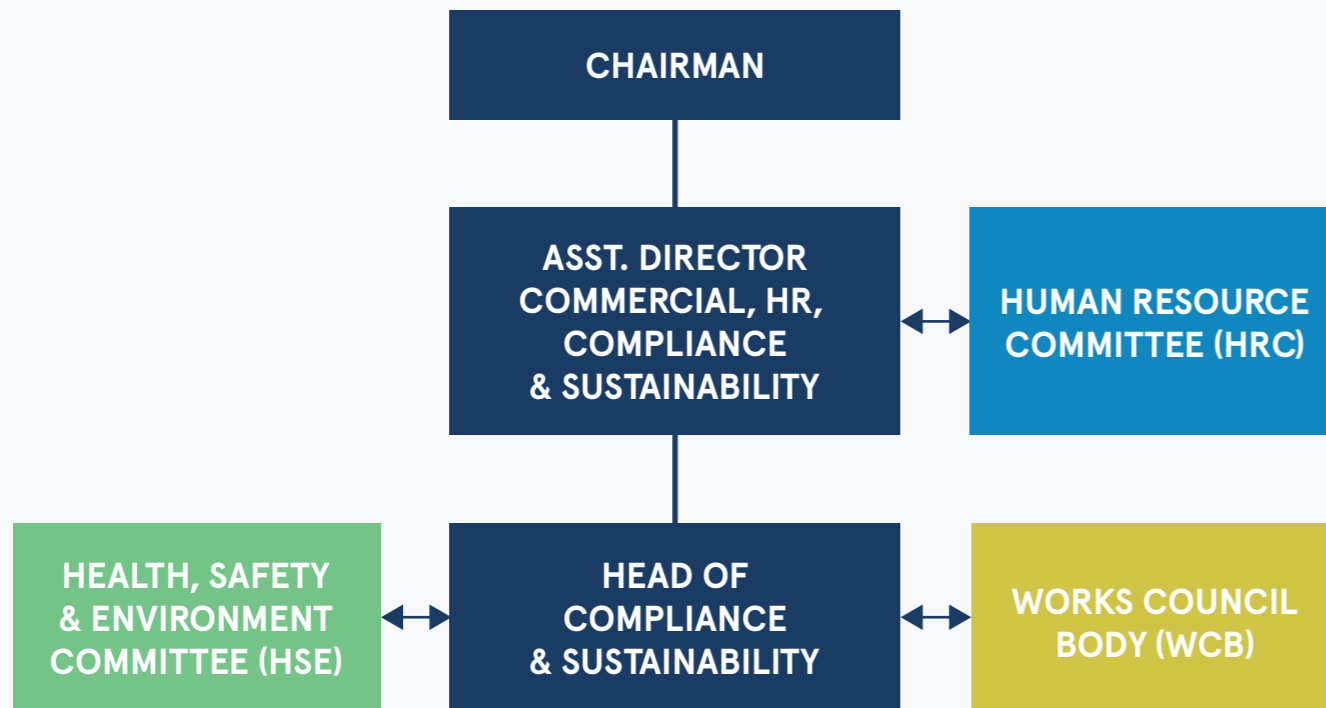 CHAIRMAN
ASST. DIRECTOR
COMMERCIAL, HR,
COMPLIANCE
& SUSTAINABILITY
HUMAN RESOURCE
COMMITTEE (HRC)
HEALTH, SAFETY
& ENVIRONMENT
COMMITTEE (HSE)
HEAD OF
COMPLIANCE
& SUSTAINABILITY
WORKS COUNCIL
BODY (WCB)